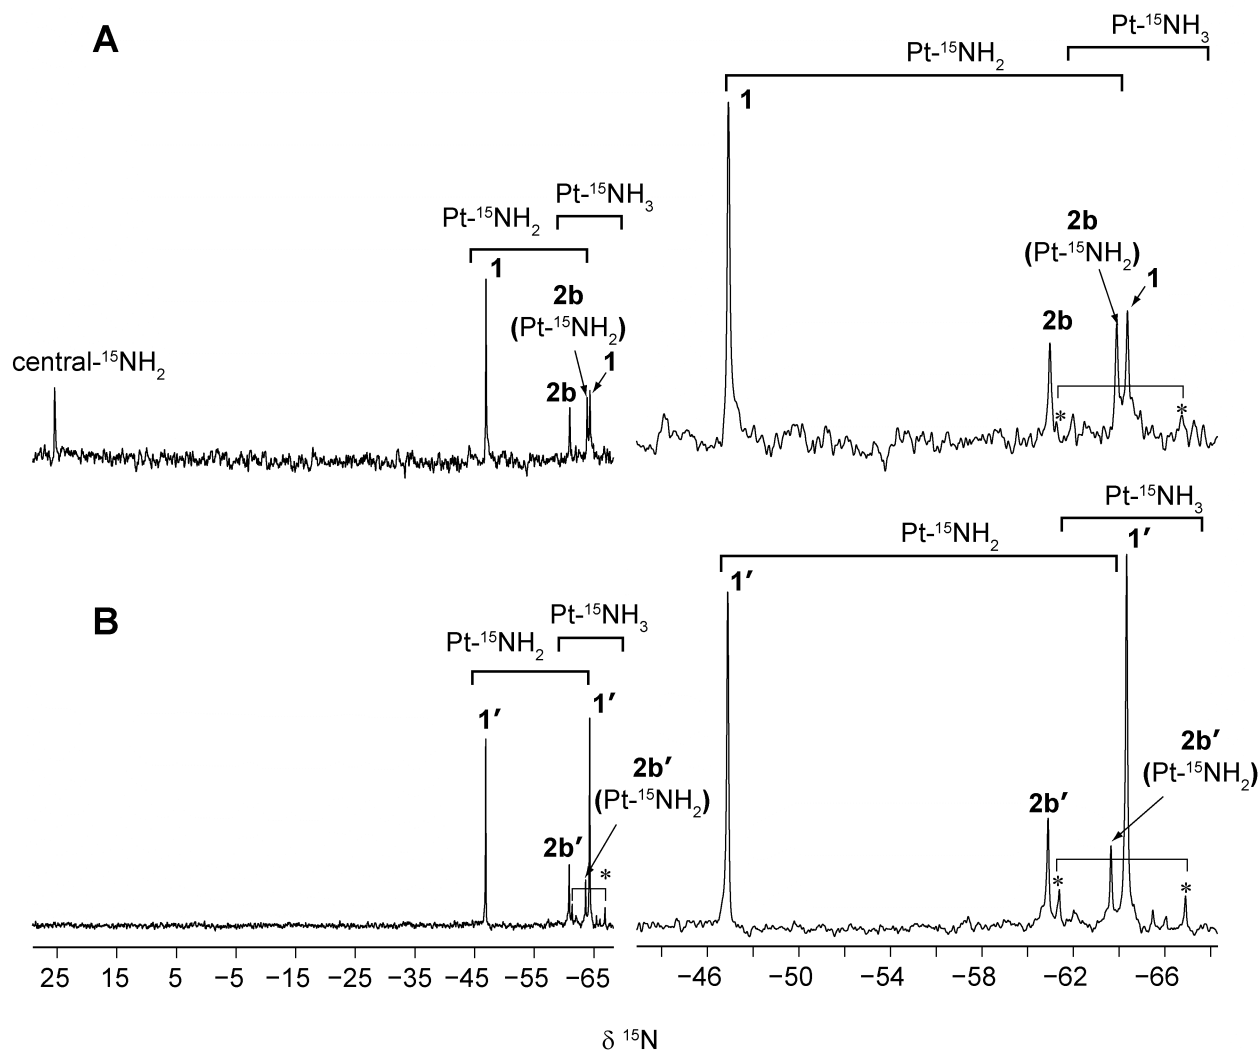 A
Pt-¹⁵NH₃
Pt-¹⁵NH₂
1
Pt-¹⁵NH₃
Pt-¹⁵NH₂
1
2b
(Pt-¹⁵NH₂)
1
2b
central-¹⁵NH₂
2b
(Pt-¹⁵NH₂)
1
2b
*
*
B
Pt-¹⁵NH₃
Pt-¹⁵NH₂
1′
1′
2b′
(Pt-¹⁵NH₂)
2b′
*
Pt-¹⁵NH₃
Pt-¹⁵NH₂
1′
1′
2b′
(Pt-¹⁵NH₂)
2b′
*
*
25 15 5 -5 -15 -25 -35 -45 -55 -65
−46 −50 −54 −58 −62 −66
δ ¹⁵N